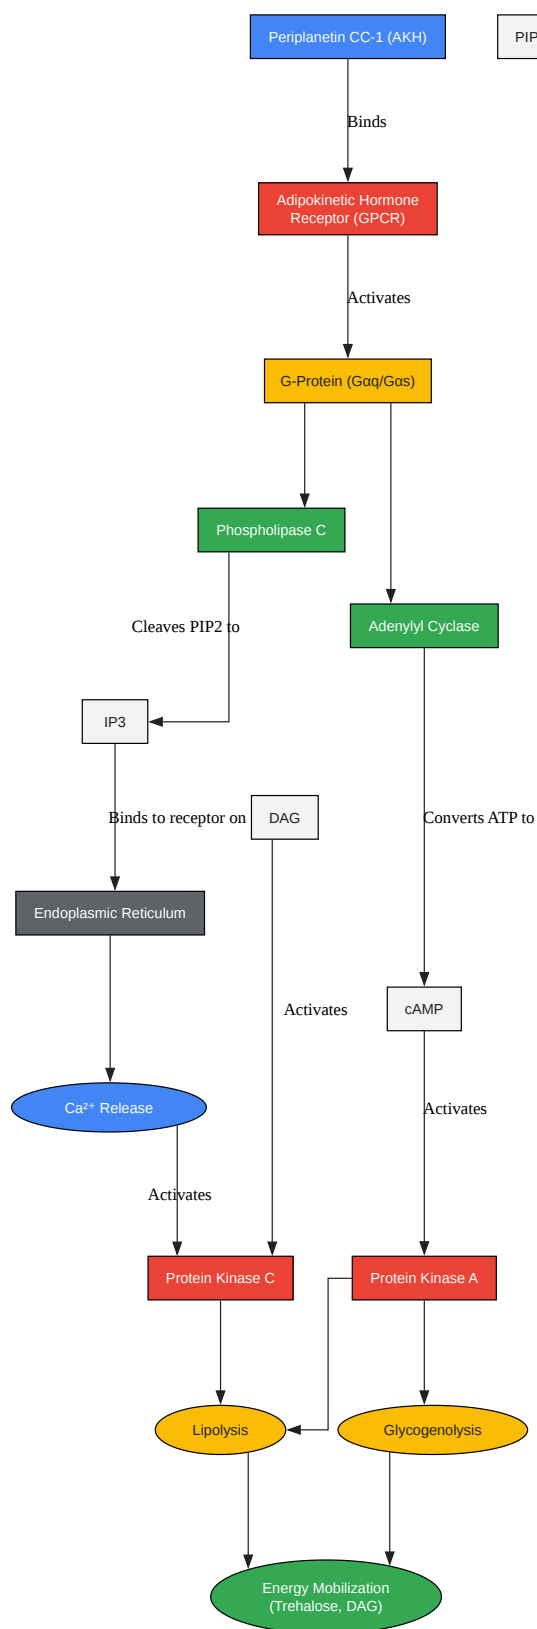 Periplanetin CC-1 (AKH)
PIP
Binds
Adipokinetic Hormone
Receptor (GPCR)
Activates
G-Protein (Gαq/Gαs)
Phospholipase C
Cleaves PIP2 to
Adenylyl Cyclase
IP3
Binds to receptor on
DAG
Converts ATP to
Endoplasmic Reticulum
Activates
cAMP
Ca²⁺ Release
Activates
Activates
Protein Kinase C
Protein Kinase A
Lipolysis
Glycogenolysis
Energy Mobilization
(Trehalose, DAG)